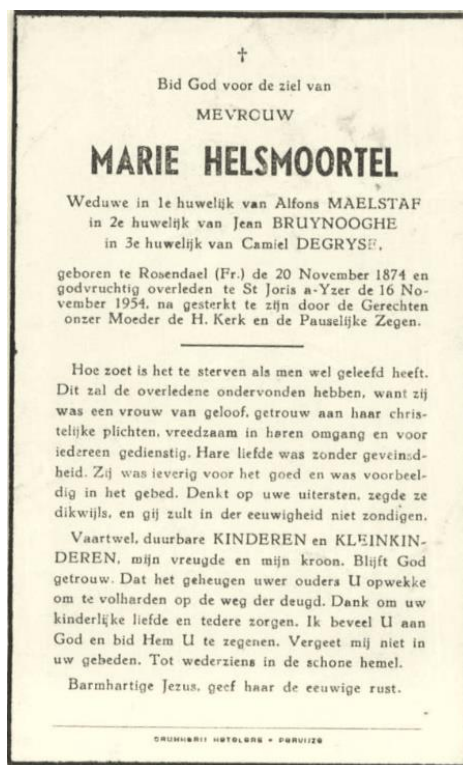 †
Bid God voor de ziel van
MEVROUW
MARIE HELSMOORTEL
Weduwe in 1e huwelijk van Alfons MAELSTAF
in 2e huwelijk van Jean BRUYNOOGHE
in 3e huwelijk van Camiel DEGRYSE,
geboren te Rosendael (Fr.) de 20 November 1874 en
godvruchtig overleden te St Joris a-Yzer de 16 No-
vember 1954, na gesterkt te zijn door de Gerechten
onzer Moeder de H. Kerk en de Pauselijke Zegen.
Hoe zoet is het te sterven als men wel geleefd heeft.
Dit zal de overledene ondervonden hebben, want zij
was een vrouw van geloof, getrouw aan haar chris-
telijke plichten, vreedzaam in haren omgang en voor
iedereen gedienstig. Hare liefde was zonder geveinsd-
heid. Zij was ieverig voor het goed en was voorbeel-
dig in het gebed. Denkt op uwe uitersten, zegde ze
dikwijls, en gij zult in der eeuwigheid niet zondigen.
Vaartwel, duurbare KINDEREN en KLEINKIN-
DEREN, mijn vreugde en mijn kroon. Blijft God
getrouw. Dat het geheugen uwer ouders U opwekke
om te volharden op de weg der deugd. Dank om uw
kinderlijke liefde en tedere zorgen. Ik beveel U aan
God en bid Hem U te zegenen. Vergeet mij niet in
uw gebeden. Tot wederziens in de schone hemel.
Barmhartige Jezus, geef haar de eeuwige rust.
DRUKKERIJ HETOLERS • PERVIJZE